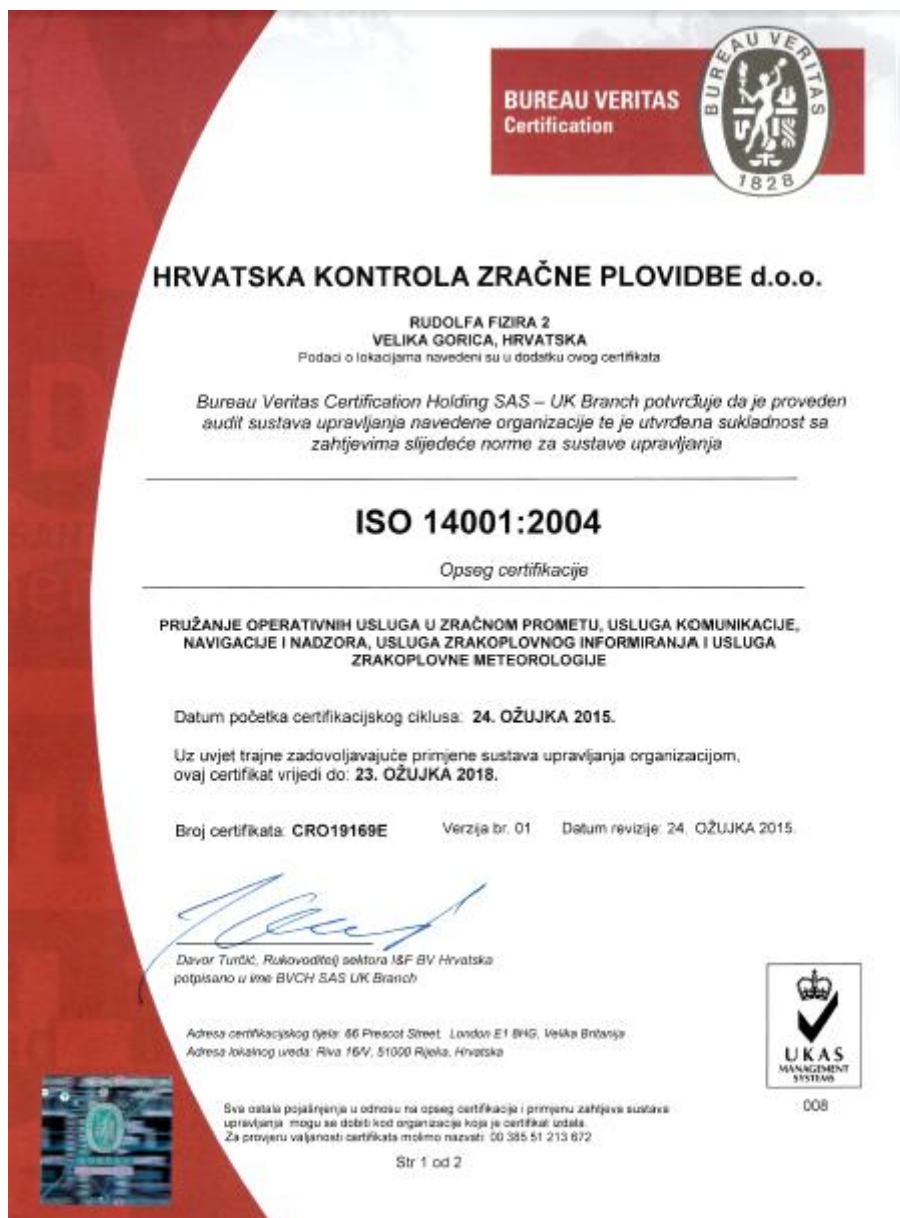 BUREAU VERITAS
Certification
BUREAU VERITAS
1828
HRVATSKA KONTROLA ZRAČNE PLOVIDBE d.o.o.
RUDOLFA FIZIRA 2
VELIKA GORICA, HRVATSKA
Podaci o lokacijama navedeni su u dodatku ovog certifikata
Bureau Veritas Certification Holding SAS – UK Branch potvrđuje da je proveden
audit sustava upravljanja navedene organizacije te je utvrđena sukladnost sa
zahtjevima slijedeće norme za sustave upravljanja
ISO 14001:2004
Opseg certifikacije
PRUŽANJE OPERATIVNIH USLUGA U ZRAČNOM PROMETU, USLUGA KOMUNIKACIJE,
NAVIGACIJE I NADZORA, USLUGA ZRAKOPLOVNOG INFORMIRANJA I USLUGA
ZRAKOPLOVNE METEOROLOGIJE
Datum početka certifikacijskog ciklusa: 24. OŽUJKA 2015.
Uz uvjet trajne zadovoljavajuće primjene sustava upravljanja organizacijom,
ovaj certifikat vrijedi do: 23. OŽUJKA 2018.
Broj certifikata: CRO19169E Verzija br. 01 Datum revizije: 24. OŽUJKA 2015.
Davor Turčić, Rukovoditelj sektora I&F BV Hrvatska
potpisano u ime BVCH SAS UK Branch
Adresa certifikacijskog tijela: 66 Prescot Street, London E1 8HG, Velika Britanija
Adresa lokalnog ureda: Riva 16/V, 51000 Rijeka, Hrvatska
UKAS
MANAGEMENT
SYSTEMS
008
Sva ostala pojašnjenja u odnosu na opseg certifikacije i primjenu zahtjeva sustava
upravljanja mogu se dobiti kod organizacije koja je certifikat izdala.
Za provjeru valjanosti certifikata molimo nazvati: 00 385 51 213 672
Str 1 od 2